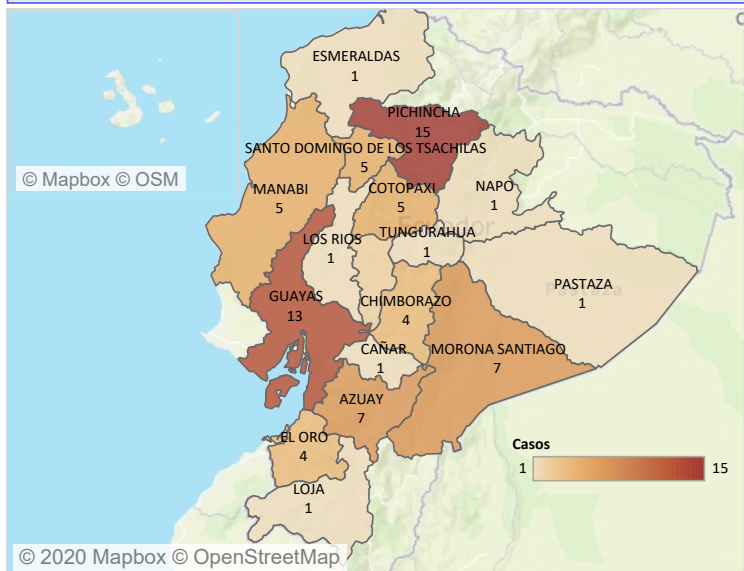 ESMERALDAS
1
PICHINCHA
15
SANTO DOMINGO DE LOS TSACHILAS
5
© Mapbox © OSM
MANABI
5
COTOPAXI
5
NAPO
1
Ecuador
LOS RIOS
1
TUNGURAHUA
1
PASTAZA
1
Pastaza
GUAYAS
13
CHIMBORAZO
4
CAÑAR
1
MORONA SANTIAGO
7
AZUAY
7
EL ORO
4
Casos
1 15
LOJA
1
© 2020 Mapbox © OpenStreetMap